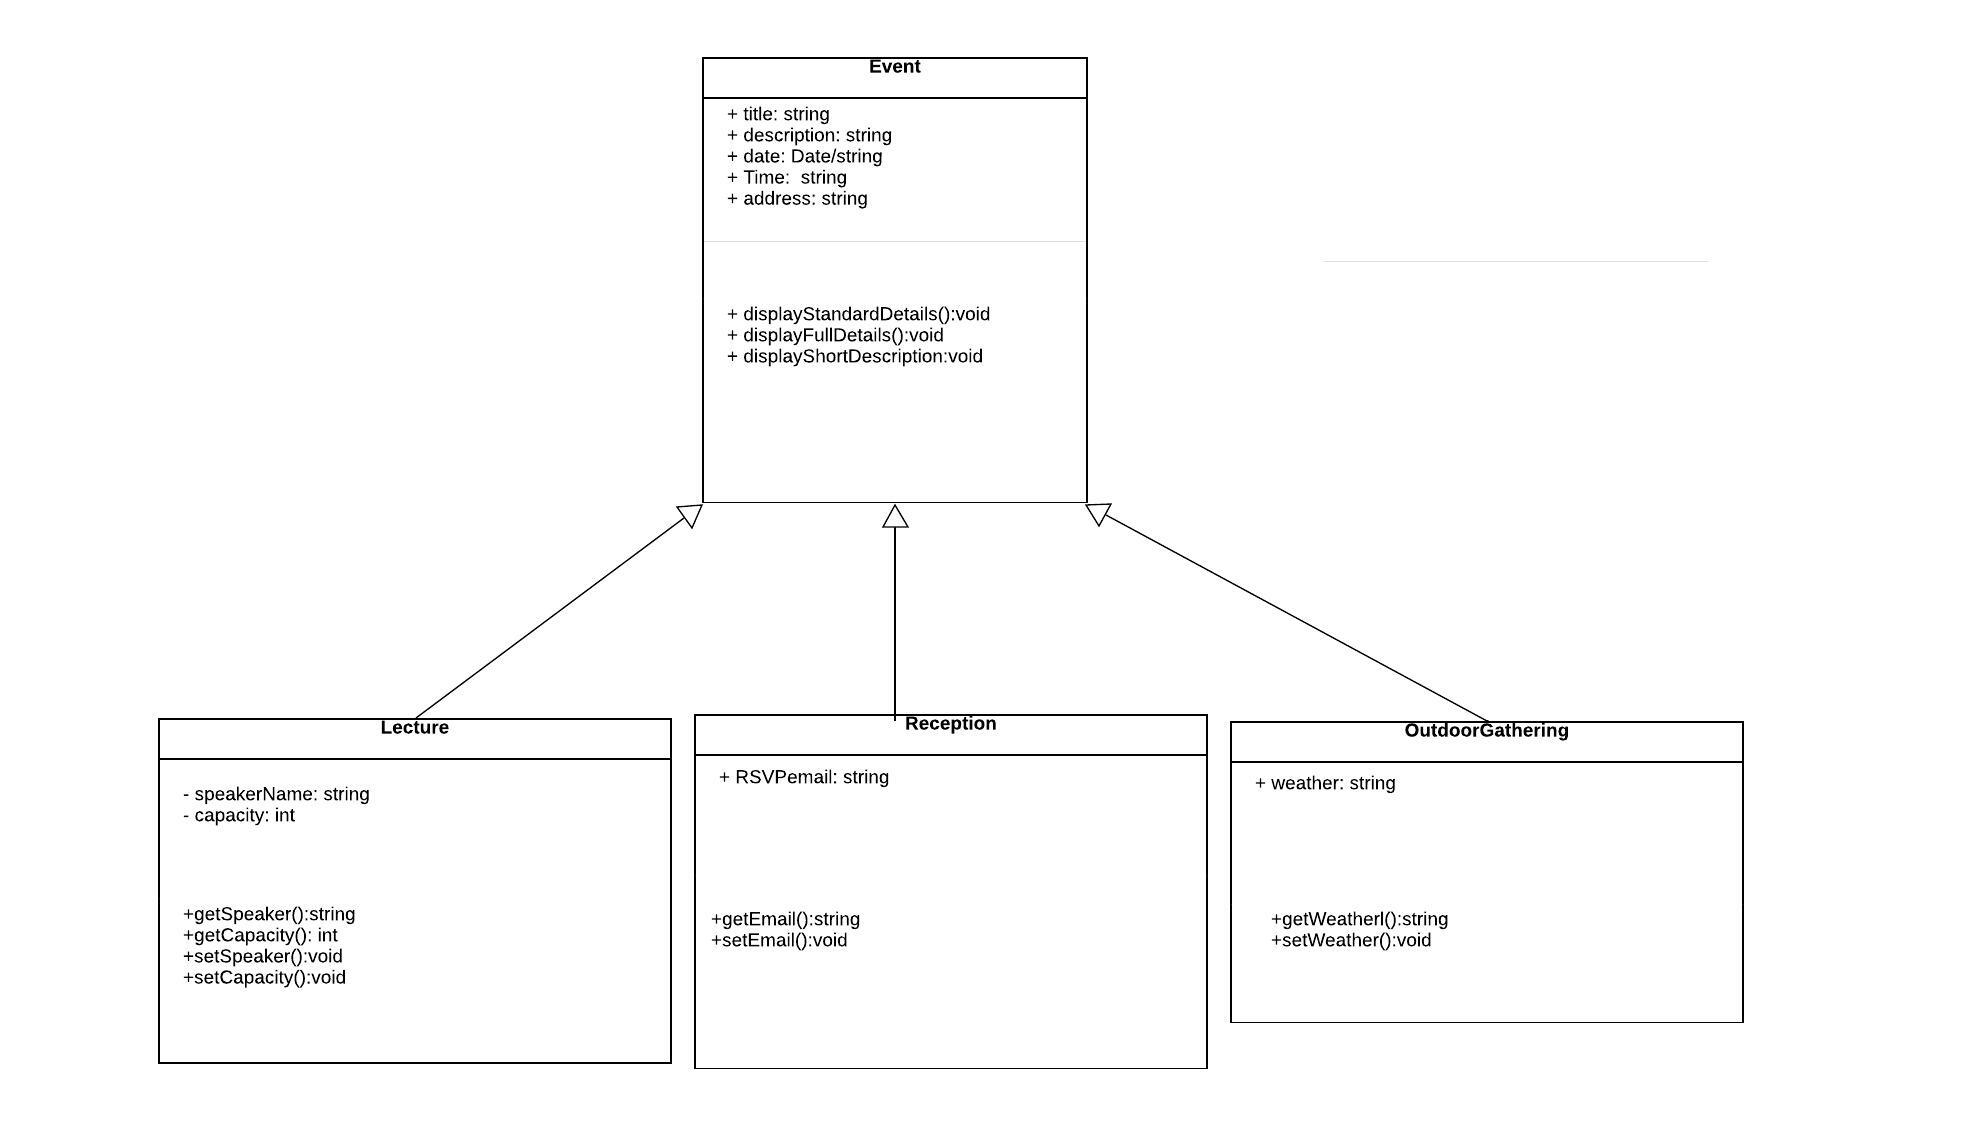 Event
+ title: string
+ description: string
+ date: Date/string
+ Time:  string
+ address: string
+ displayStandardDetails():void
+ displayFullDetails():void
+ displayShortDescription:void
Lecture
- speakerName: string
- capacity: int
+getSpeaker():string
+getCapacity(): int
+setSpeaker():void
+setCapacity():void
Reception
+ RSVPemail: string
+getEmail():string
+setEmail():void
OutdoorGathering
+ weather: string
+getWeatherl():string
+setWeather():void